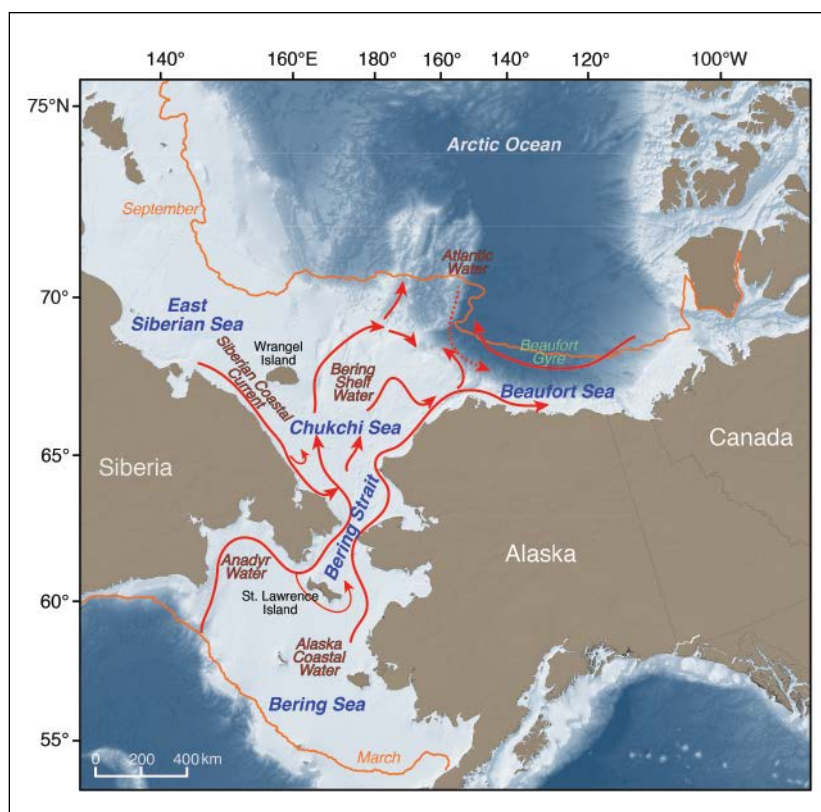 140° 160°E 180° 160° 140° 120° 100°W
75°N
Arctic Ocean
September
Atlantic
Water
70°
East
Siberian Sea
Wrangel
Island
Beaufort
Gyre
Siberian Coastal
Current
Bering
Shelf
Water
Beaufort Sea
Chukchi Sea
Canada
65°
Siberia
Bering Strait
Alaska
Anadyr
Water
60°
St. Lawrence
Island
Alaska
Coastal
Water
Bering Sea
55°
March
0 200 400 km